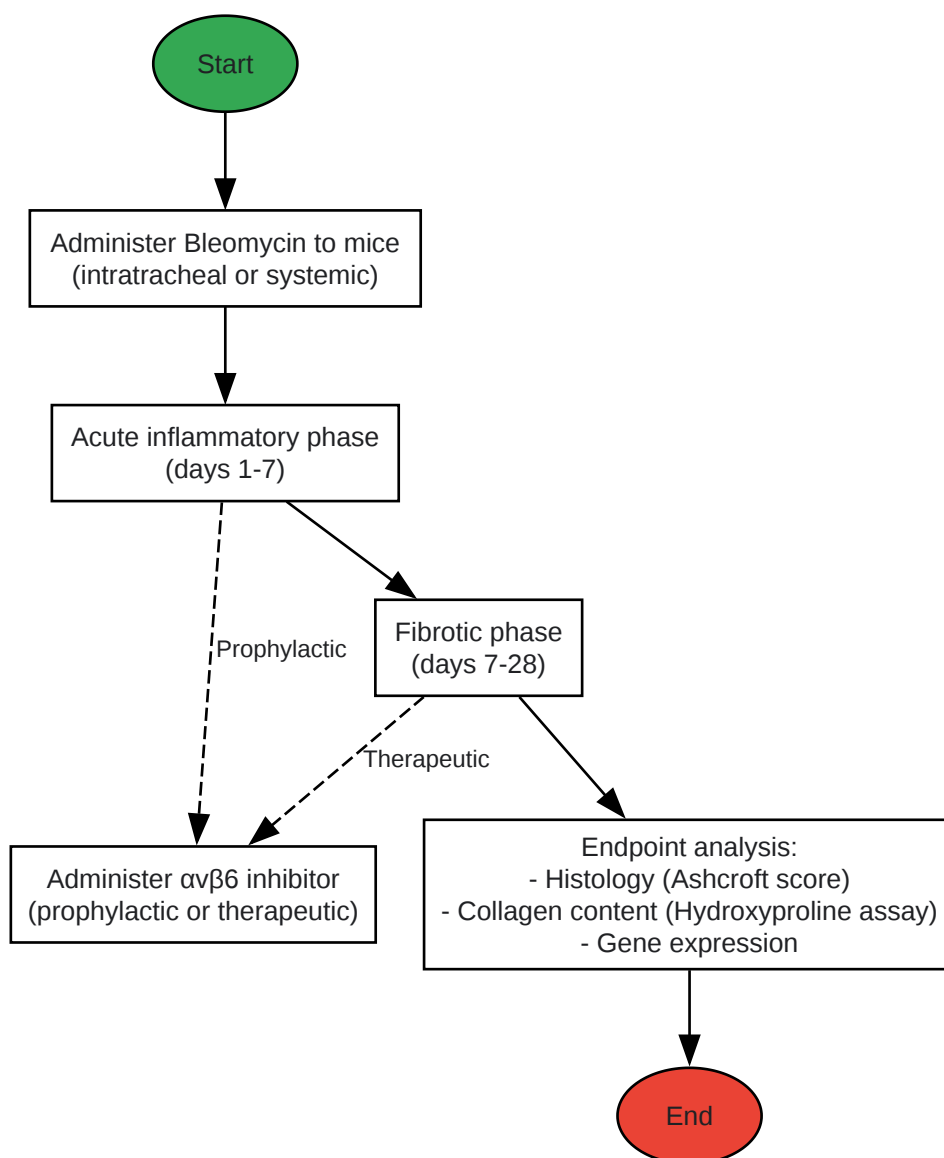 Start
Administer Bleomycin to mice
(intratracheal or systemic)
Acute inflammatory phase
(days 1-7)
Prophylactic
Fibrotic phase
(days 7-28)
Therapeutic
Administer αvβ6 inhibitor
(prophylactic or therapeutic)
Endpoint analysis:
- Histology (Ashcroft score)
- Collagen content (Hydroxyproline assay)
- Gene expression
End